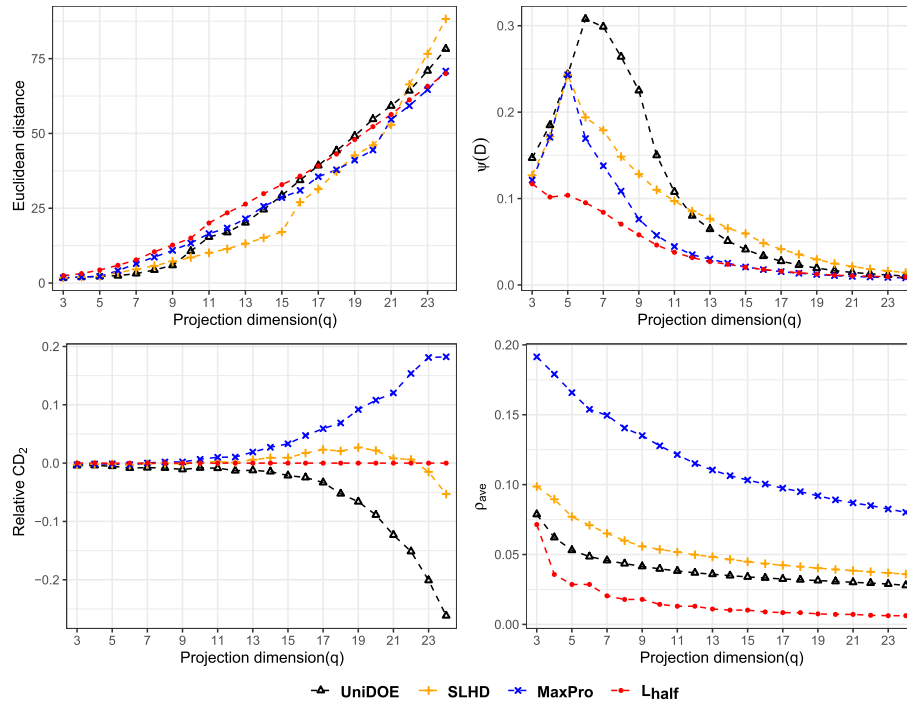 Euclidean distance
75
50
25
0
3 5 7 9 11 13 15 17 19 21 23
Projection dimension(q)
ψ(D)
0.3
0.2
0.1
0.0
3 5 7 9 11 13 15 17 19 21 23
Projection dimension(q)
Relative CD2
0.2
0.1
0.0
−0.1
−0.2
3 5 7 9 11 13 15 17 19 21 23
Projection dimension(q)
ρave
0.20
0.15
0.10
0.05
0.00
3 5 7 9 11 13 15 17 19 21 23
Projection dimension(q)
UniDOE SLHD MaxPro Lhalf